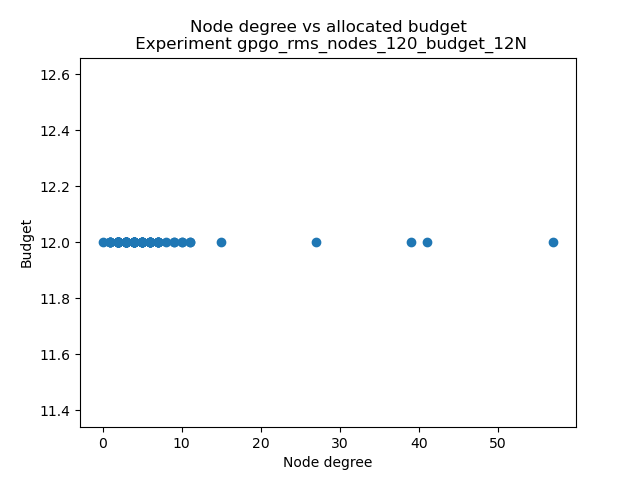 Node degree vs allocated budget
Experiment gpgo_rms_nodes_120_budget_12N
12.6
12.4
12.2
12.0
11.8
11.6
11.4
Budget
0 10 20 30 40 50
Node degree